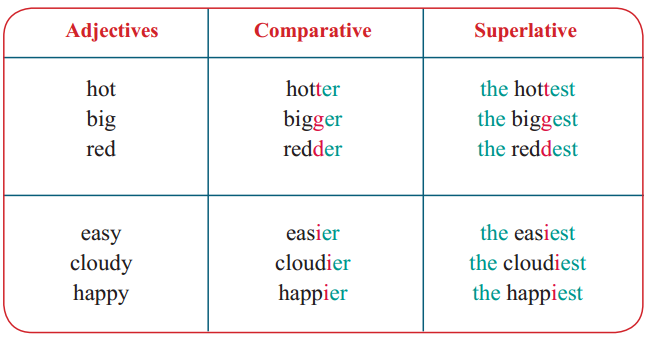 Adjectives Comparative Superlative
hot hotter the hottest
big bigger the biggest
red redder the reddest
easy easier the easiest
cloudy cloudier the cloudiest
happy happier the happiest